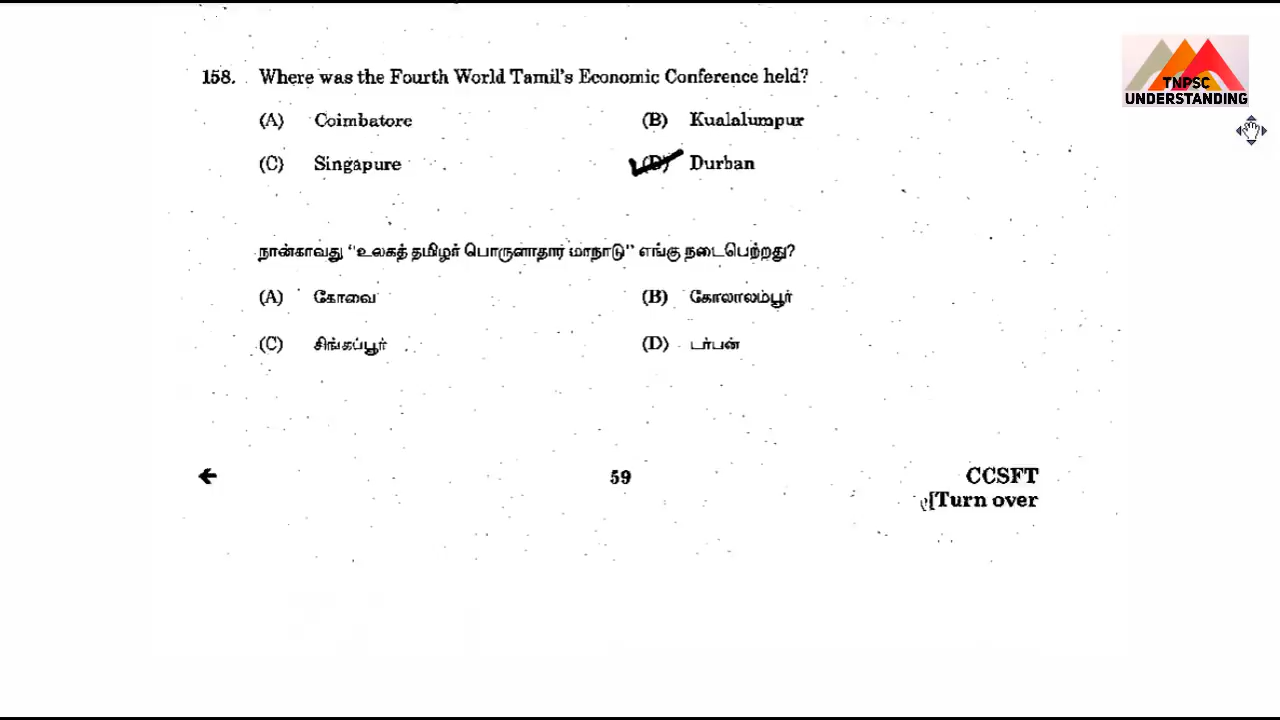 TNPSC
UNDERSTANDING
158. Where was the Fourth World Tamil's Economic Conference held?
(A) Coimbatore (B) Kualalumpur
(C) Singapure (D) Durban
நான்காவது "உலகத் தமிழர் பொருளாதார மாநாடு" எங்கு நடைபெற்றது?
(A) கோவை (B) கோலாலம்பூர்
(C) சிங்கப்பூர் (D) டர்பன்
59 CCSFT
[Turn over